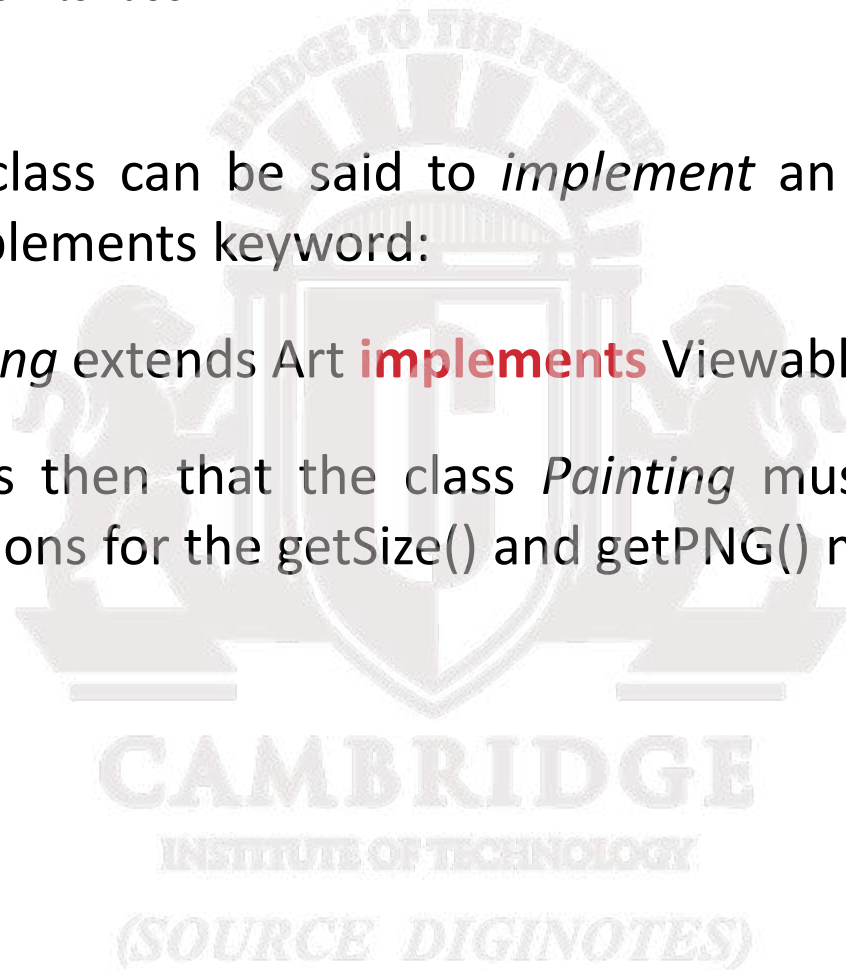 BRIDGE TO THE FUTURE
class can be said to implement an
plements keyword:
ng extends Art implements Viewabl
s then that the class Painting mus
ons for the getSize() and getPNG()
CAMBRIDGE
INSTITUTE OF TECHNOLOGY
(SOURCE DIGINOTES)